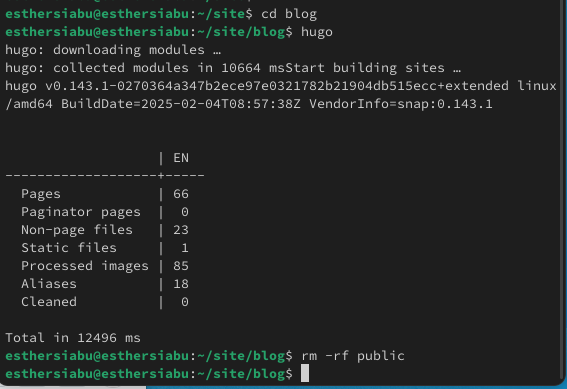 esthersiabu@esthersiabu:~/site$ cd blog
esthersiabu@esthersiabu:~/site/blog$ hugo
hugo: downloading modules …
hugo: collected modules in 10664 msStart building sites …
hugo v0.143.1-0270364a347b2ece97e0321782b21904db515ecc+extended linux
/amd64 BuildDate=2025-02-04T08:57:38Z VendorInfo=snap:0.143.1
                   | EN
-------------------+-----
  Pages            | 66
  Paginator pages  |  0
  Non-page files   | 23
  Static files     |  1
  Processed images | 85
  Aliases          | 18
  Cleaned          |  0
Total in 12496 ms
esthersiabu@esthersiabu:~/site/blog$ rm -rf public
esthersiabu@esthersiabu:~/site/blog$